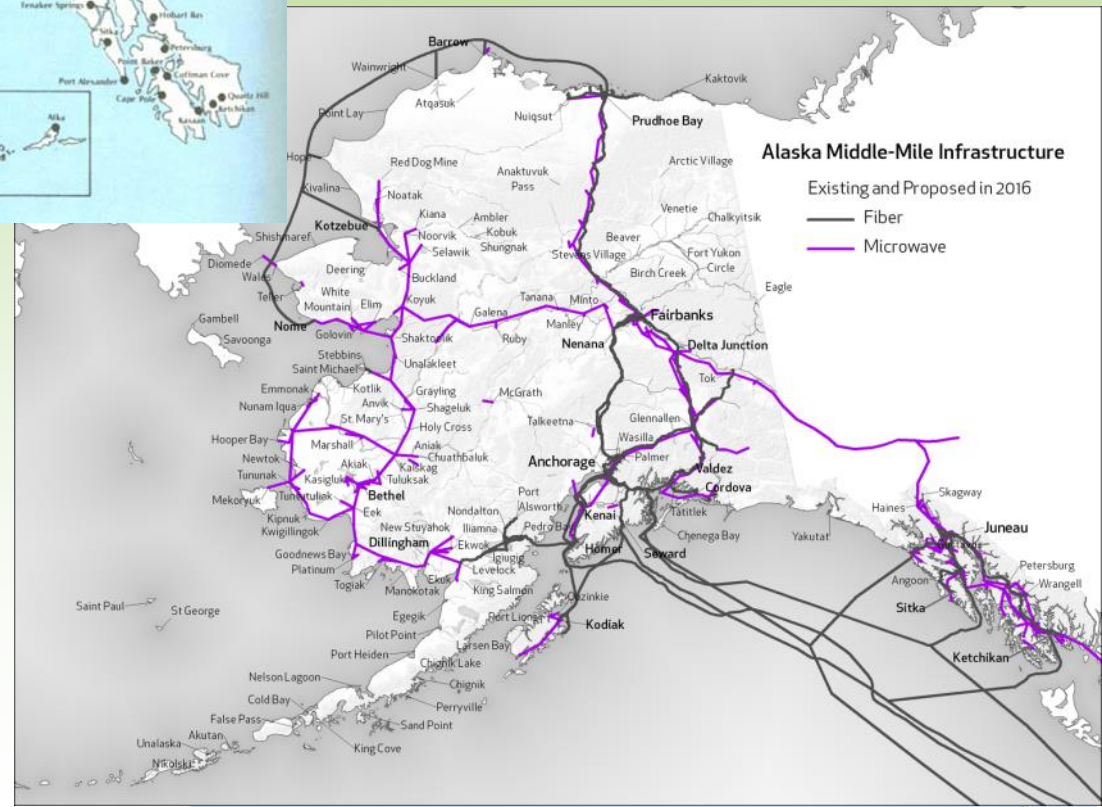 Tenakee Springs
Hobart Bay
Sitka
Petersburg
Point Baker
Coffman Cove
Port Alexander
Cape Pole
Quartz Hill
Ketchikan
Kasaan
Atka
Alaska Middle-Mile Infrastructure
Existing and Proposed in 2016
Fiber
Microwave
Barrow
Wainwright
Kaktovik
Atqasuk
Point Lay
Nuiqsut
Prudhoe Bay
Hope
Red Dog Mine
Arctic Village
Anaktuvuk
Pass
Kivalina
Noatak
Venetie
Chalkyitsik
Kotzebue
Kiana
Ambler
Noorvik
Kobuk
Beaver
Shishmaref
Selawik
Shungnak
Stevens Village
Fort Yukon
Diomede
Deering
Buckland
Birch Creek
Circle
Wales
Teller
White
Mountain
Elim
Koyuk
Tanana
Minto
Eagle
Galena
Fairbanks
Gambell
Nome
Golovin
Shaktoolik
Ruby
Manley
Nenana
Delta Junction
Savoonga
Stebbins
Saint Michael
Unalakleet
Tok
Emmonak
Kotlik
Grayling
McGrath
Nunam Iqua
Anvik
Shageluk
St. Mary's
Holy Cross
Talkeetna
Glennallen
Hooper Bay
Marshall
Aniak
Wasilla
Newtok
Akiak
Chuathbaluk
Kalskag
Anchorage
Palmer
Tununak
Kasigluk
Tuluksak
Valdez
Mekoryuk
Tuntutuliak
Bethel
Port
Alsworth
Cordova
Eek
Nondalton
Kenai
Tatitlek
Skagway
Kipnuk
Kwigillingok
New Stuyahok
Iliamna
Pedro Bay
Chenega Bay
Yakutat
Haines
Juneau
Dillingham
Ekwok
Homer
Seward
Goodnews Bay
Igiugig
Platinum
Levelock
Petersburg
Togiak
Ekuk
King Salmon
Angoon
Wrangell
Manokotak
Ouzinkie
Sitka
Saint Paul
St George
Egegik
Port Lions
Kodiak
Pilot Point
Larsen Bay
Ketchikan
Port Heiden
Chignik Lake
Nelson Lagoon
Chignik
Cold Bay
Perryville
False Pass
Sand Point
Akutan
Unalaska
King Cove
Nikolski